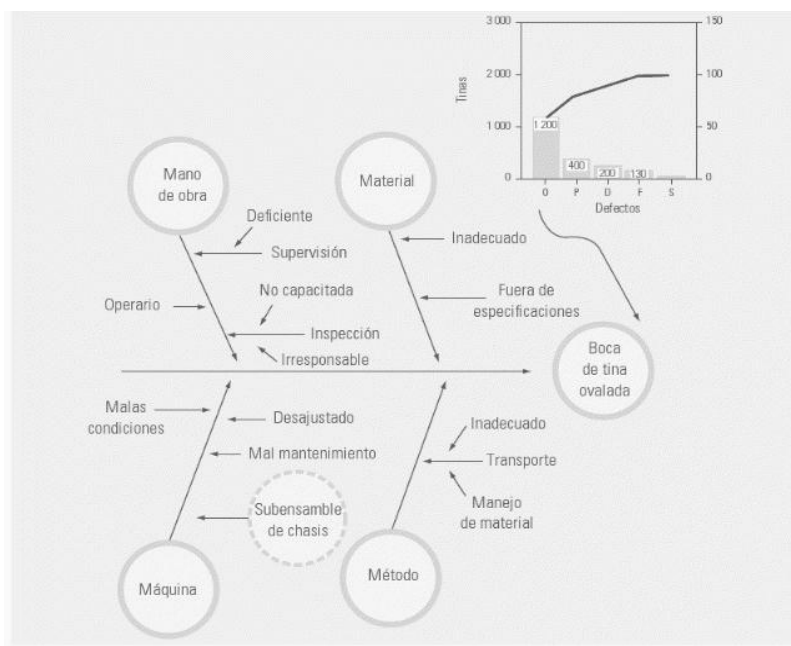 3 000
2 000
1 000
0
Tinas
150
100
50
0
1 200
400
200
130
O P D F S
Defectos
Mano
de obra
Material
Deficiente
Supervisión
Operario
No capacitada
Inspección
Irresponsable
Inadecuado
Fuera de
especificaciones
Boca
de tina
ovalada
Malas
condiciones
Desajustado
Mal mantenimiento
Subensamble
de chasis
Máquina
Inadecuado
Transporte
Manejo
de material
Método